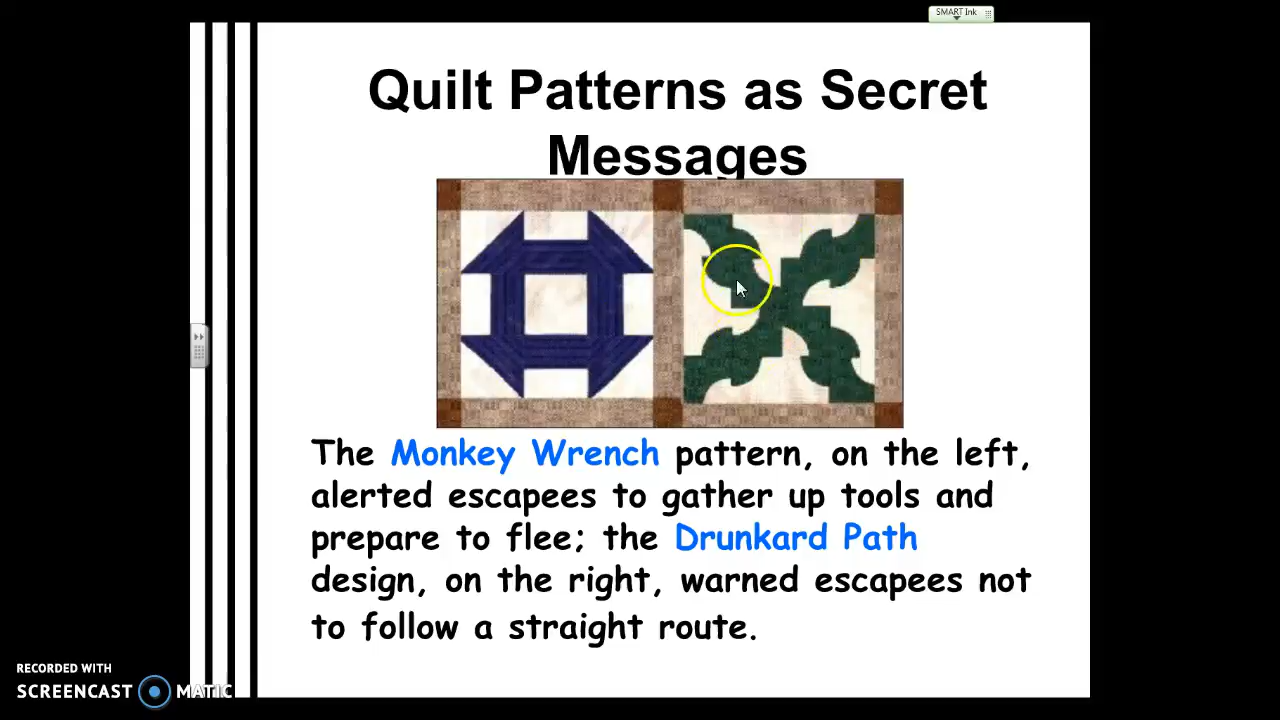 SMART Ink
Quilt Patterns as Secret
Messages
The Monkey Wrench pattern, on the left,
alerted escapees to gather up tools and
prepare to flee; the Drunkard Path
design, on the right, warned escapees not
to follow a straight route.
RECORDED WITH
SCREENCAST MATIC